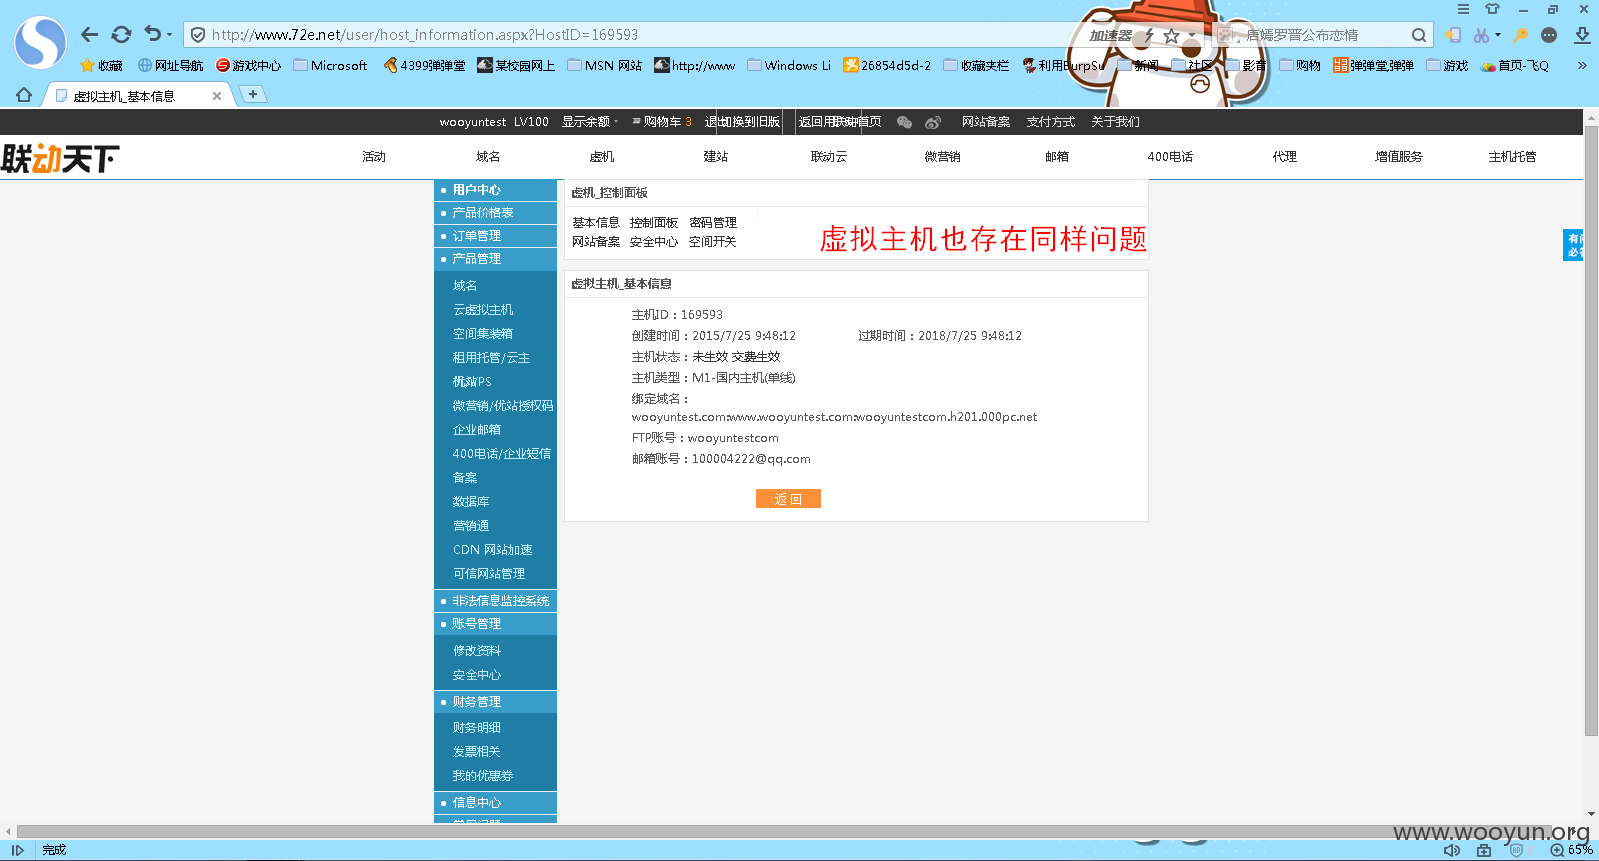 http://www.72e.net/user/host_information.aspx?HostID=169593
加速器
唐嫣罗晋公布恋情
收藏 网址导航 游戏中心 Microsoft 4399弹弹堂 某校园网上 MSN 网站 http://www Windows Li 26854d5d-2 收藏夹栏 利用BurpSu 新闻 社区 影音 购物 弹弹堂,弹弹 游戏 首页-飞Q
虚拟主机_基本信息
wooyuntest LV100 显示余额 购物车 3 退出 切换到旧版 首页 网站备案 支付方式 关于我们
联动天下 活动 域名 虚机 建站 联动云 微营销 邮箱 400电话 代理 增值服务 主机托管
用户中心
产品价格表
订单管理
产品管理
域名
云虚拟主机
空间集装箱
租用托管/云主
微营销/优站授权码
企业邮箱
400电话/企业短信
备案
数据库
营销通
CDN 网站加速
可信网站管理
非法信息监控系统
账号管理
修改资料
安全中心
财务管理
财务明细
发票相关
我的优惠券
信息中心
虚机_控制面板
基本信息 控制面板 密码管理
网站备案 安全中心 空间开关
虚拟主机也存在同样问题
虚拟主机_基本信息
主机ID：169593
创建时间：2015/7/25 9:48:12 过期时间：2018/7/25 9:48:12
主机状态：未生效 交费生效
主机类型：M1-国内主机(单线)
绑定域名：
wooyuntest.com:www.wooyuntest.com:wooyuntestcom.h201.000pc.net
FTP账号：wooyuntestcom
邮箱账号：100004222@qq.com
返 回
www.wooyun.org
完成
65%